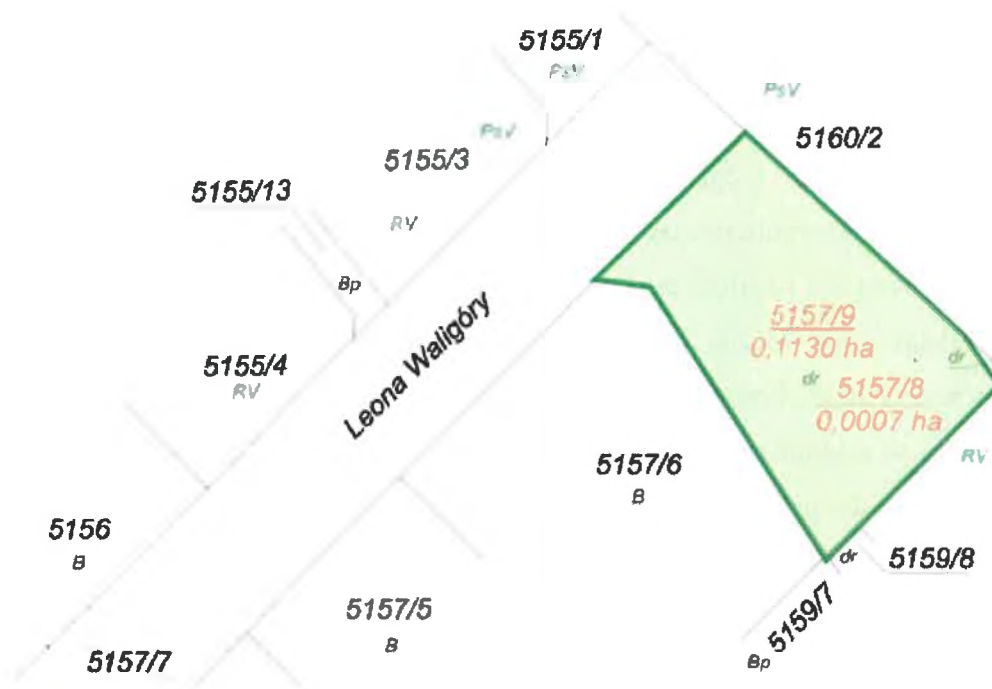 5155/1
PsV
PsV
5160/2
PsV
5155/3
5155/13
RV
Bp
Leona Waligóry
5157/9
0,1130 ha
dr
5155/4
RV
dr
5157/8
0,0007 ha
RV
5157/6
B
5156
B
dr
5159/8
5157/5
B
5159/7
Bp
5157/7